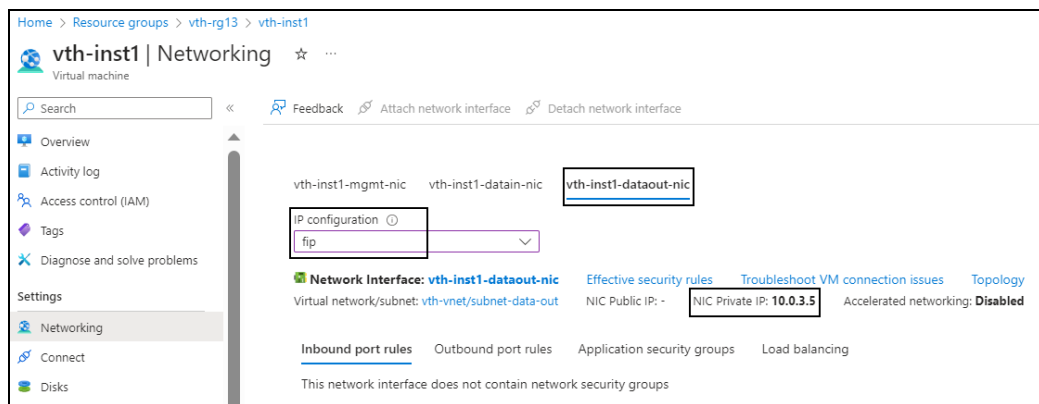 Home > Resource groups > vth-rg13 > vth-inst1
vth-inst1 | Networking ☆ ...
Virtual machine
Search «
Feedback Attach network interface Detach network interface
Overview
Activity log
Access control (IAM)
Tags
Diagnose and solve problems
Settings
Networking
Connect
Disks
vth-inst1-mgmt-nic vth-inst1-datain-nic vth-inst1-dataout-nic
IP configuration
fip
Network Interface: vth-inst1-dataout-nic Effective security rules Troubleshoot VM connection issues Topology
Virtual network/subnet: vth-vnet/subnet-data-out NIC Public IP: - NIC Private IP: 10.0.3.5 Accelerated networking: Disabled
Inbound port rules Outbound port rules Application security groups Load balancing
This network interface does not contain network security groups